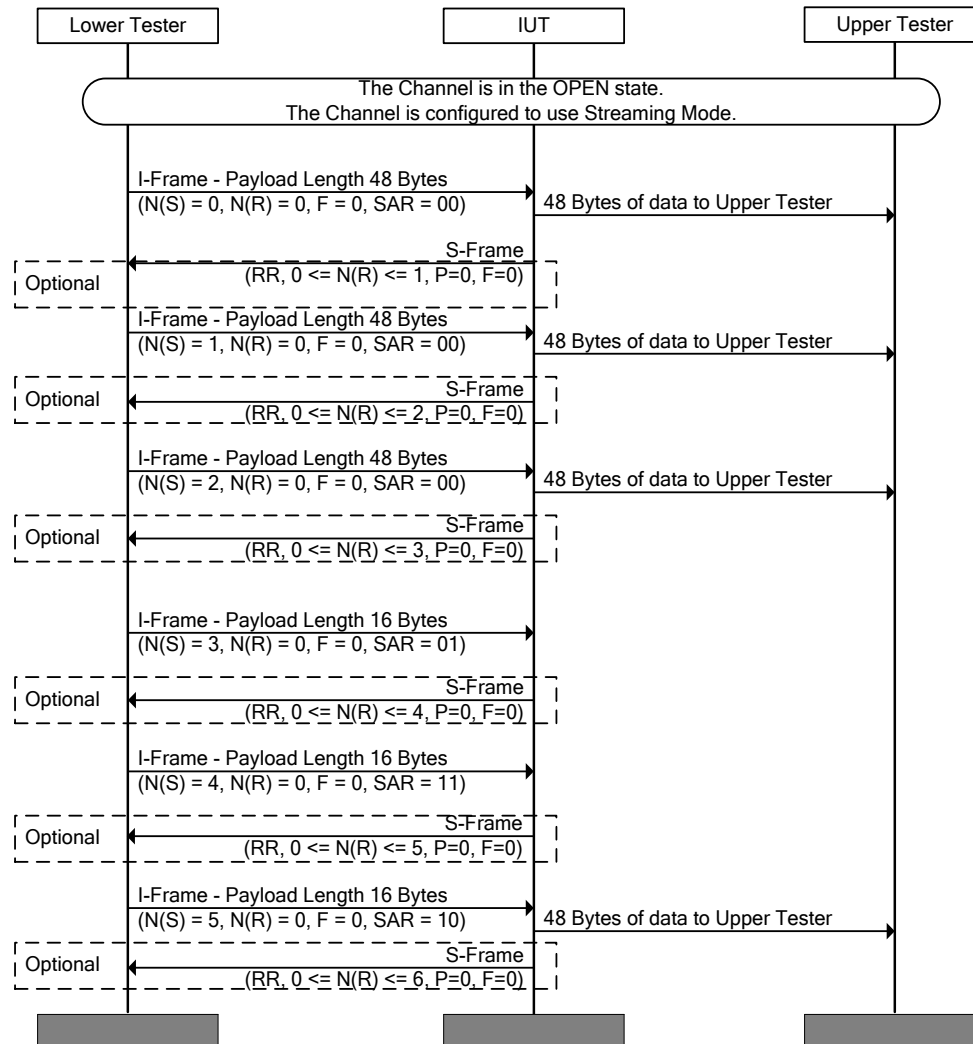 Lower Tester
IUT
Upper Tester
The Channel is in the OPEN state.
The Channel is configured to use Streaming Mode.
I-Frame - Payload Length 48 Bytes
(N(S) = 0, N(R) = 0, F = 0, SAR = 00)
48 Bytes of data to Upper Tester
S-Frame
(RR, 0 <= N(R) <= 1, P=0, F=0)
Optional
I-Frame - Payload Length 48 Bytes
(N(S) = 1, N(R) = 0, F = 0, SAR = 00)
48 Bytes of data to Upper Tester
S-Frame
Optional
(RR, 0 <= N(R) <= 2, P=0, F=0)
I-Frame - Payload Length 48 Bytes
(N(S) = 2, N(R) = 0, F = 0, SAR = 00)
48 Bytes of data to Upper Tester
S-Frame
Optional
(RR, 0 <= N(R) <= 3, P=0, F=0)
I-Frame - Payload Length 16 Bytes
(N(S) = 3, N(R) = 0, F = 0, SAR = 01)
S-Frame
Optional
(RR, 0 <= N(R) <= 4, P=0, F=0)
I-Frame - Payload Length 16 Bytes
(N(S) = 4, N(R) = 0, F = 0, SAR = 11)
S-Frame
Optional
(RR, 0 <= N(R) <= 5, P=0, F=0)
I-Frame - Payload Length 16 Bytes
(N(S) = 5, N(R) = 0, F = 0, SAR = 10)
48 Bytes of data to Upper Tester
S-Frame
Optional
(RR, 0 <= N(R) <= 6, P=0, F=0)